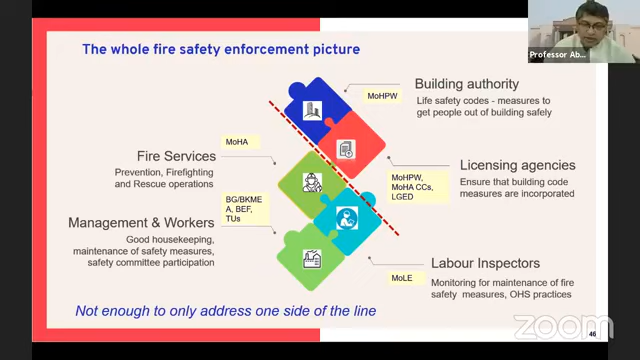 The whole fire safety enforcement picture
Professor Ab...
MoHPW
Building authority
Life safety codes - measures to
get people out of building safely
MoHA
Fire Services
Prevention, Firefighting
and Rescue operations
MoHPW,
MoHA CCs,
LGED
Licensing agencies
Ensure that building code
measures are incorporated
BG/BKME
A, BEF,
TUs
Management & Workers
Good housekeeping,
maintenance of safety measures,
safety committee participation
MoLE
Labour Inspectors
Monitoring for maintenance of fire
safety measures, OHS practices
Not enough to only address one side of the line
46
zoom